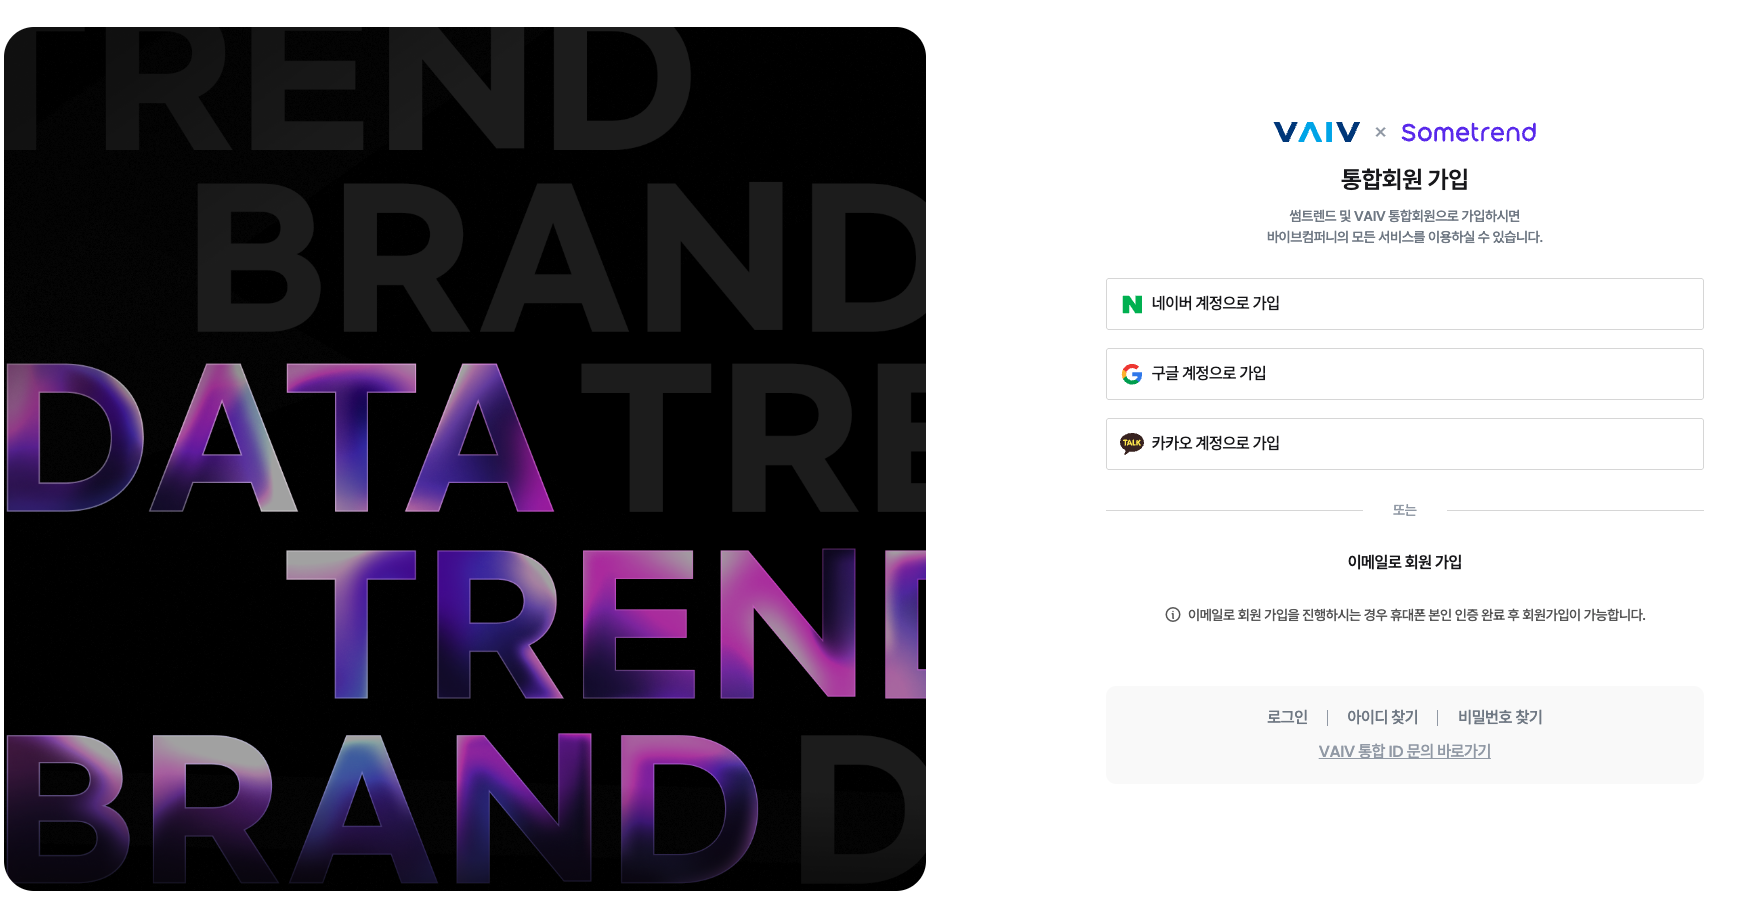 TREND
BRAND
DATA TRE
TREND
BRAND D
VAIV × Sometrend
통합회원 가입
썸트렌드 및 VAIV 통합회원으로 가입하시면
바이브컴퍼니의 모든 서비스를 이용하실 수 있습니다.
네이버 계정으로 가입
구글 계정으로 가입
TALK 카카오 계정으로 가입
또는
이메일로 회원 가입
이메일로 회원 가입을 진행하시는 경우 휴대폰 본인 인증 완료 후 회원가입이 가능합니다.
로그인 | 아이디 찾기 | 비밀번호 찾기
VAIV 통합 ID 문의 바로가기